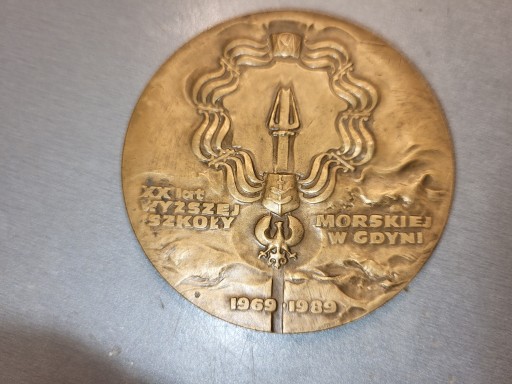 XX lat
WYŻSZEJ
SZKOŁY
MORSKIEJ
W GDYNI
1969·1989